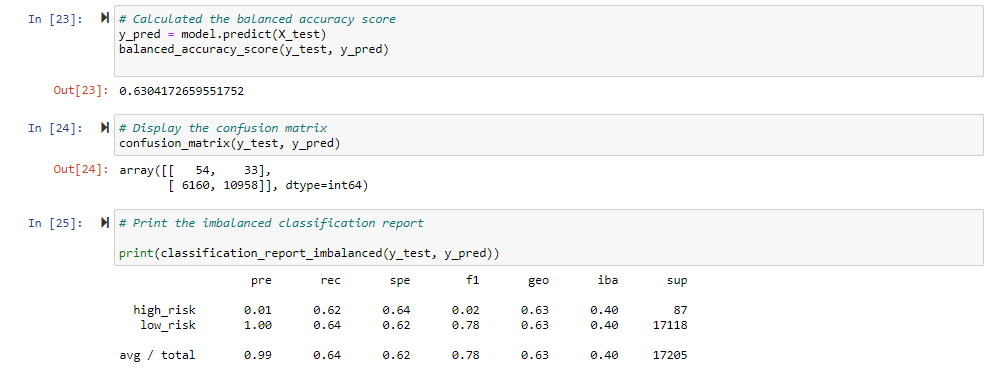 In [23]: # Calculated the balanced accuracy score
y_pred = model.predict(X_test)
balanced_accuracy_score(y_test, y_pred)
Out[23]: 0.6304172659551752
In [24]: # Display the confusion matrix
confusion_matrix(y_test, y_pred)
Out[24]: array([[   54,    33],
       [ 6160, 10958]], dtype=int64)
In [25]: # Print the imbalanced classification report
print(classification_report_imbalanced(y_test, y_pred))
pre rec spe f1 geo iba sup
high_risk 0.01 0.62 0.64 0.02 0.63 0.40 87
low_risk 1.00 0.64 0.62 0.78 0.63 0.40 17118
avg / total 0.99 0.64 0.62 0.78 0.63 0.40 17205